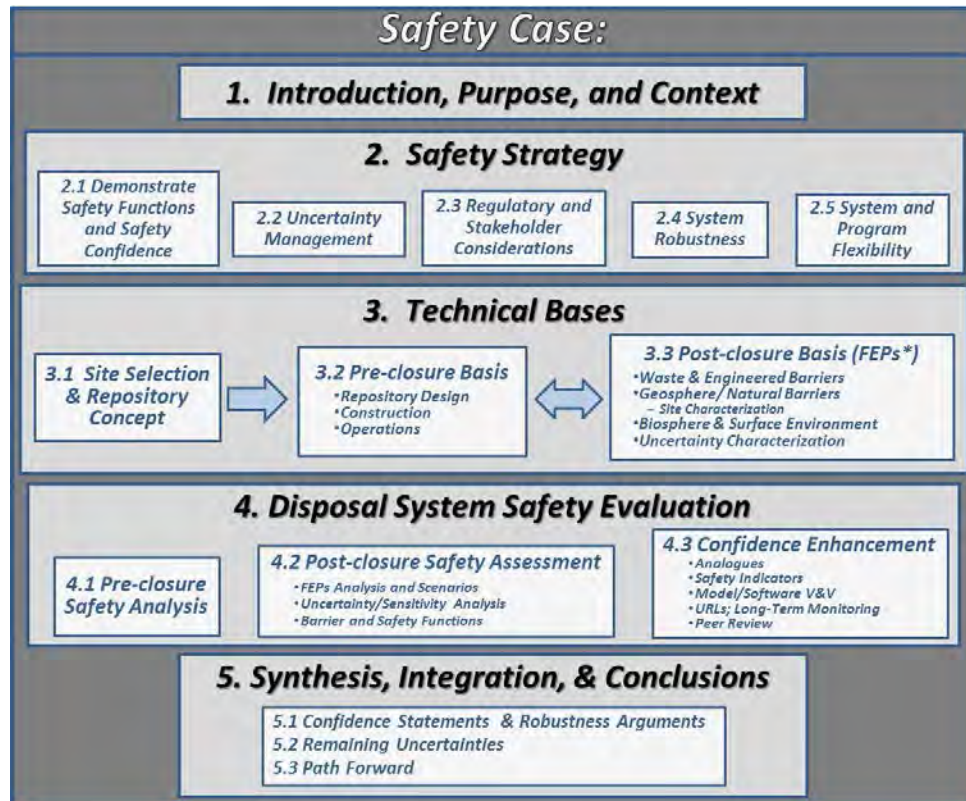 Safety Case:
1. Introduction, Purpose, and Context
2. Safety Strategy
2.1 Demonstrate
Safety Functions
and Safety
Confidence
2.2 Uncertainty
Management
2.3 Regulatory and
Stakeholder
Considerations
2.4 System
Robustness
2.5 System and
Program
Flexibility
3. Technical Bases
3.1 Site Selection
& Repository
Concept
3.2 Pre-closure Basis
•Repository Design
•Construction
•Operations
3.3 Post-closure Basis (FEPs*)
•Waste & Engineered Barriers
•Geosphere/ Natural Barriers
– Site Characterization
•Biosphere & Surface Environment
•Uncertainty Characterization
4. Disposal System Safety Evaluation
4.1 Pre-closure
Safety Analysis
4.2 Post-closure Safety Assessment
•FEPs Analysis and Scenarios
•Uncertainty/Sensitivity Analysis
•Barrier and Safety Functions
4.3 Confidence Enhancement
•Analogues
•Safety Indicators
•Model/Software V&V
•URLs; Long-Term Monitoring
•Peer Review
5. Synthesis, Integration, & Conclusions
5.1 Confidence Statements & Robustness Arguments
5.2 Remaining Uncertainties
5.3 Path Forward